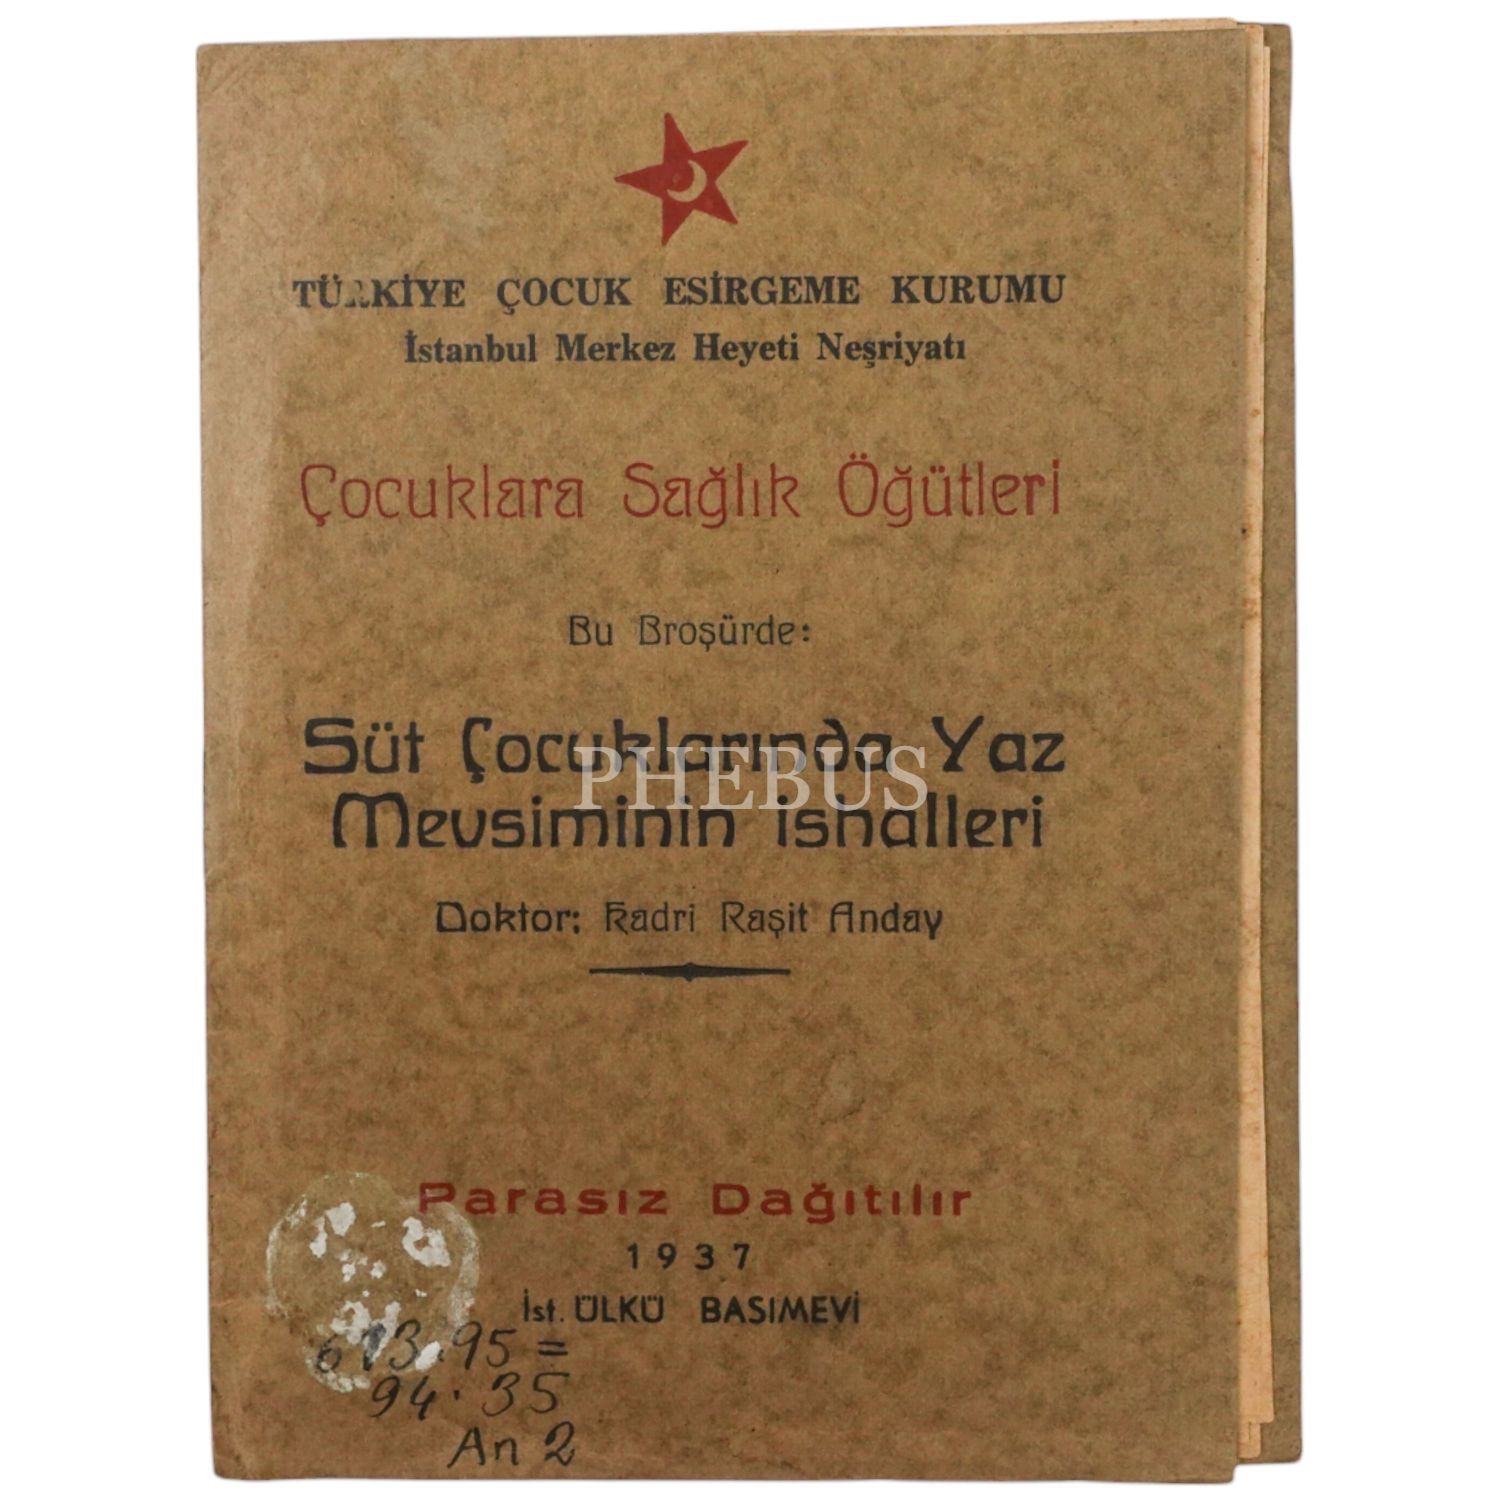 TÜRKİYE ÇOCUK ESİRGEME KURUMU
İstanbul Merkez Heyeti Neşriyatı
Çocuklara Sağlık Öğütleri
Bu Broşürde:
Süt Çocuklarında Yaz
Mevsiminin ishalleri
PHEBUS
Doktor; Kadri Raşit Anday
Parasız Dağıtılır
1937
İst. ÜLKÜ BASIMEVİ
613.95=
94.35
An 2